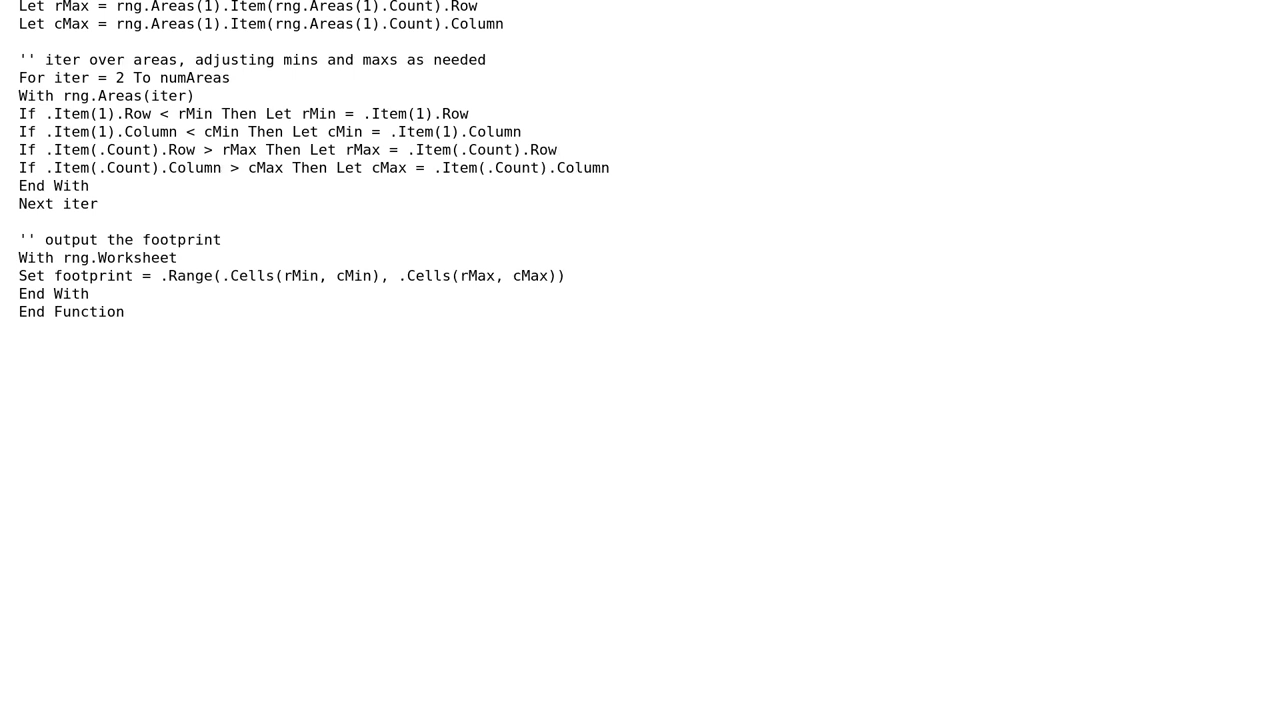 Let rMax = rng.Areas(1).Item(rng.Areas(1).Count).Row
Let cMax = rng.Areas(1).Item(rng.Areas(1).Count).Column

'' iter over areas, adjusting mins and maxs as needed
For iter = 2 To numAreas
With rng.Areas(iter)
If .Item(1).Row < rMin Then Let rMin = .Item(1).Row
If .Item(1).Column < cMin Then Let cMin = .Item(1).Column
If .Item(.Count).Row > rMax Then Let rMax = .Item(.Count).Row
If .Item(.Count).Column > cMax Then Let cMax = .Item(.Count).Column
End With
Next iter

'' output the footprint
With rng.Worksheet
Set footprint = .Range(.Cells(rMin, cMin), .Cells(rMax, cMax))
End With
End Function